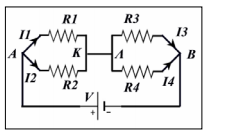 R1 R3
I1 I3
A K Λ B
I2 I4
R2 R4
V
+ -